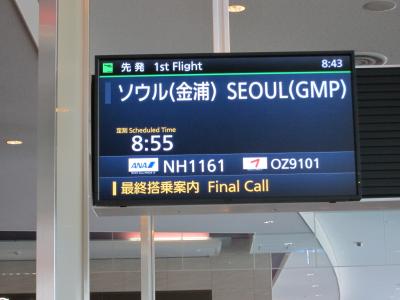 先発 1st Flight 8:43
ソウル(金浦) SEOUL(GMP)
定刻 Scheduled Time
8:55
ANA NH1161 OZ9101
最終搭乗案内 Final Call